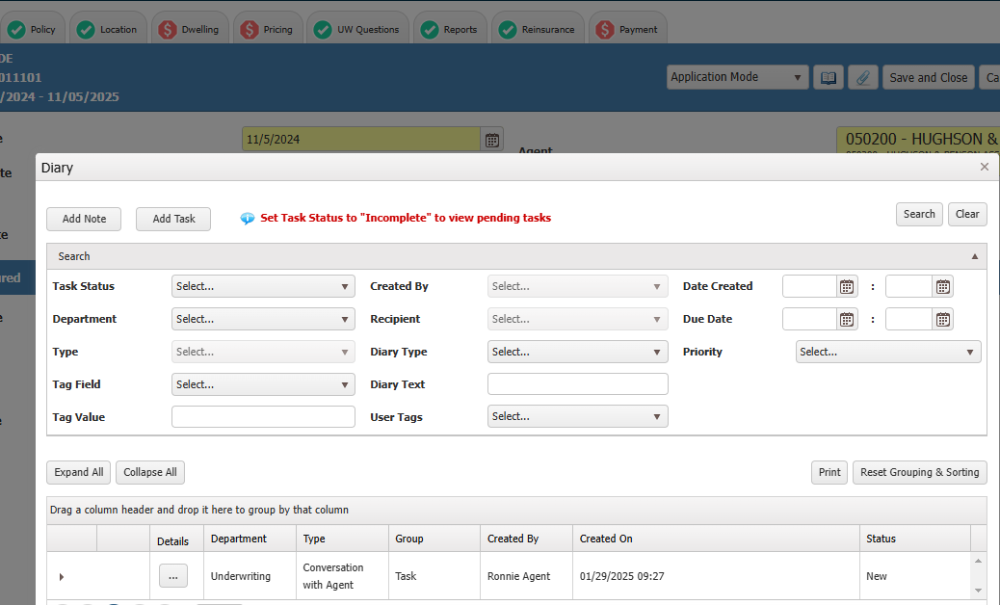 Policy Location Dwelling Pricing UW Questions Reports Reinsurance Payment
DE
011101
/2024 - 11/05/2025
Application Mode Save and Close Ca
11/5/2024
Agent
050200 - HUGHSON &
Diary
Add Note Add Task Set Task Status to "Incomplete" to view pending tasks Search Clear
Search
Task Status Select... Created By Select... Date Created :
Department Select... Recipient Select... Due Date :
Type Select... Diary Type Select... Priority Select...
Tag Field Select... Diary Text
Tag Value User Tags Select...
Expand All Collapse All Print Reset Grouping & Sorting
Drag a column header and drop it here to group by that column
Details Department Type Group Created By Created On Status
... Underwriting Conversation with Agent Task Ronnie Agent 01/29/2025 09:27 New